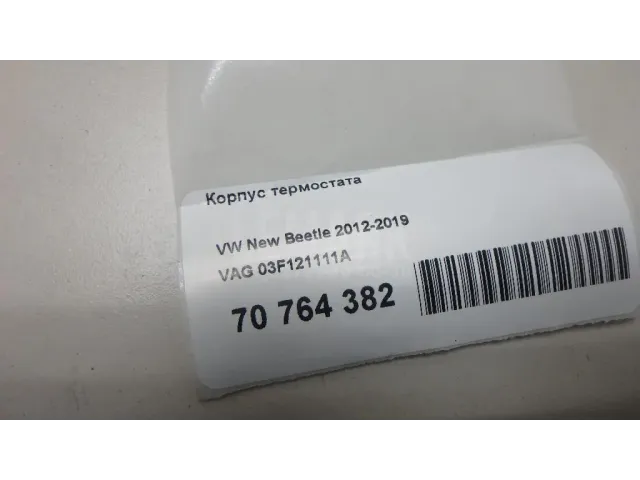 Корпус термостата
VW New Beetle 2012-2019
VAG 03F121111A
70 764 382